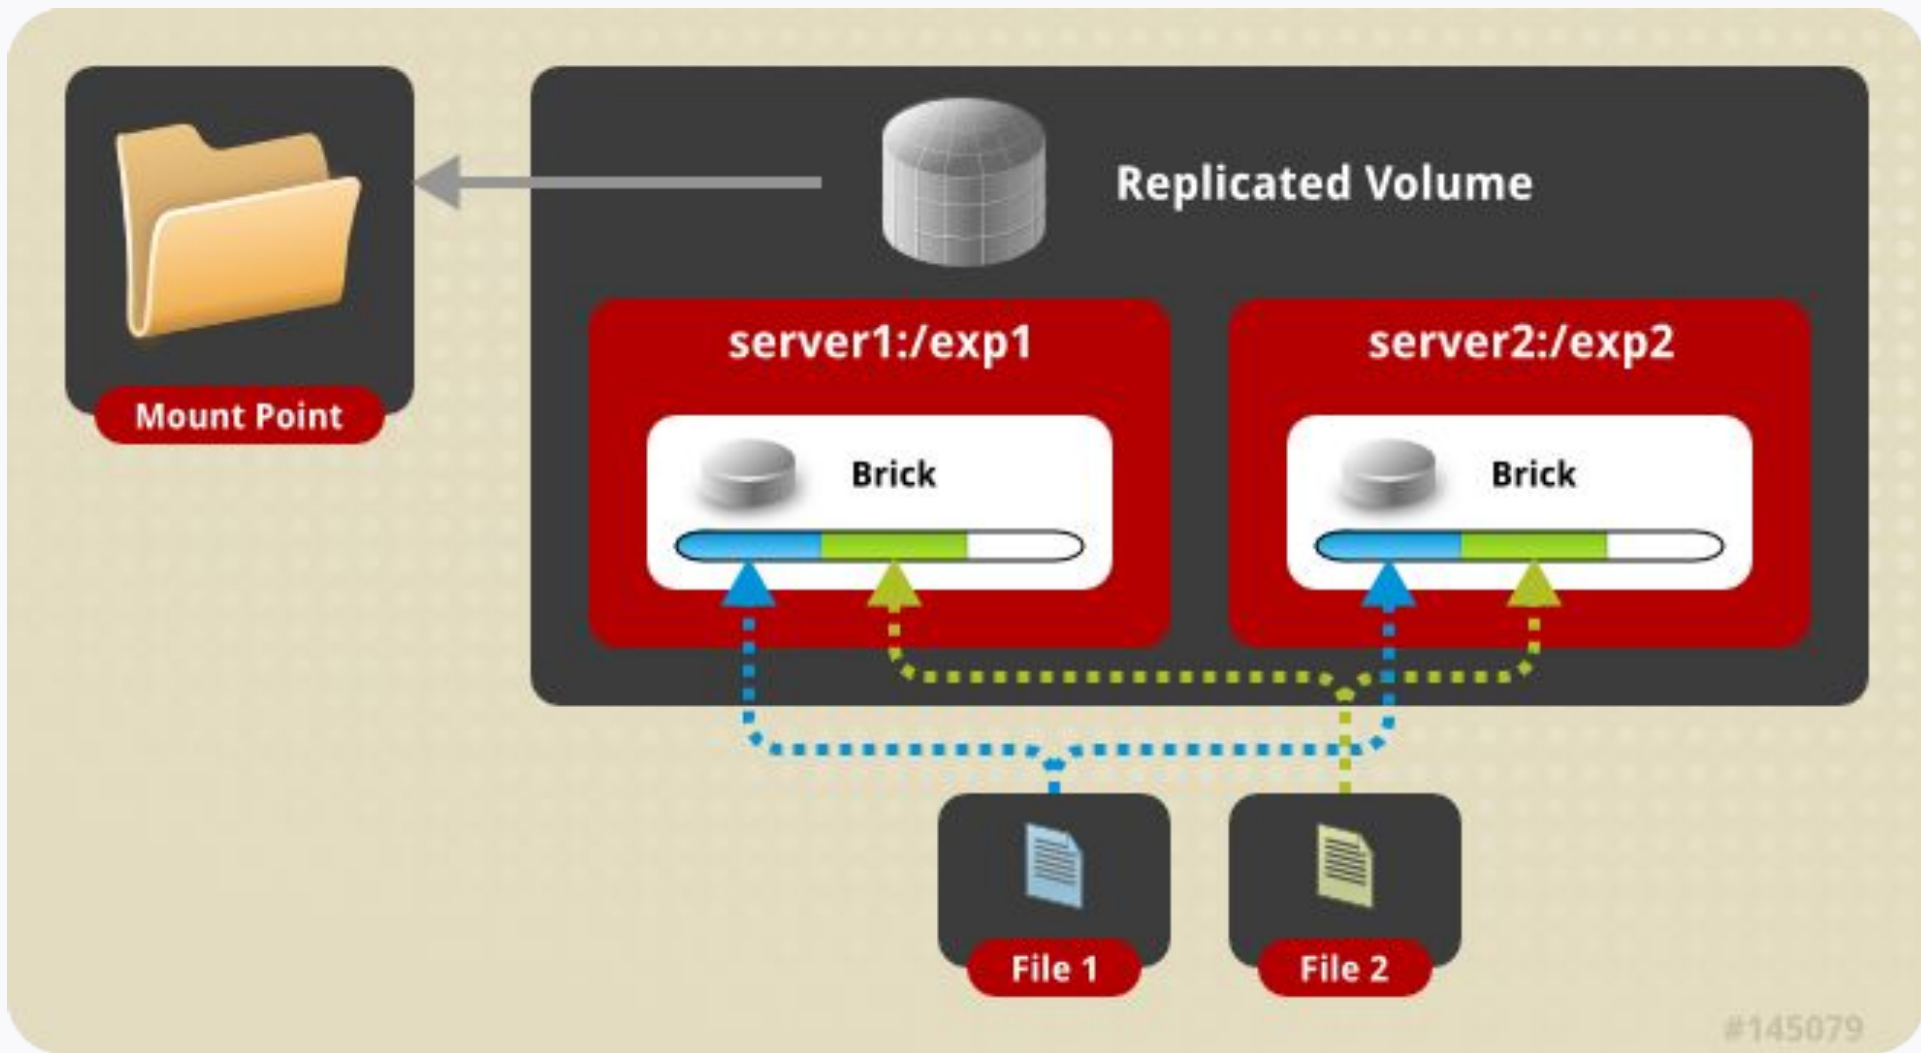 Replicated Volume
server1:/exp1
server2:/exp2
Mount Point
Brick
Brick
File 1
File 2
#145079